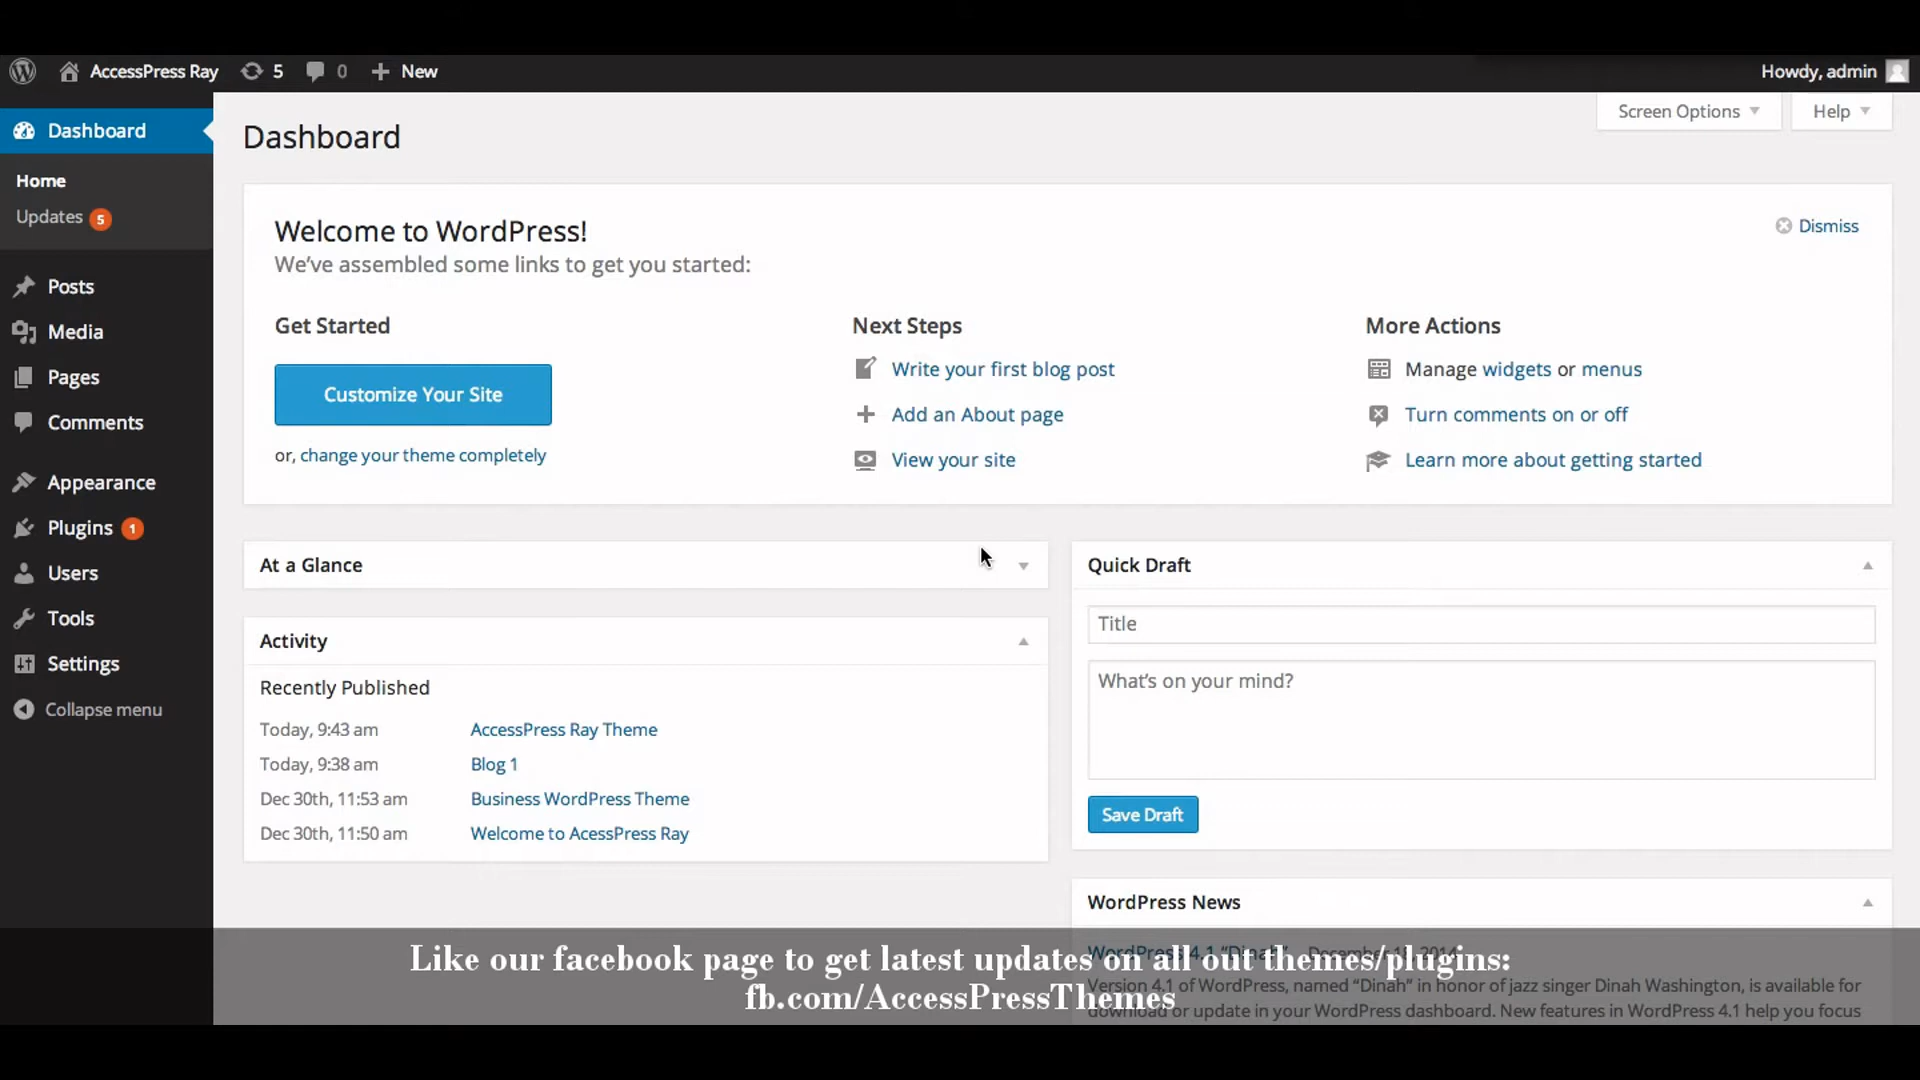 AccessPress Ray 5 0 New Howdy, admin
Screen Options Help
Dashboard
Home
Updates 5
Posts
Media
Pages
Comments
Appearance
Plugins 1
Users
Tools
Settings
Collapse menu
Dashboard
Welcome to WordPress!
We've assembled some links to get you started:
Dismiss
Get Started
Customize Your Site
or, change your theme completely
Next Steps
Write your first blog post
Add an About page
View your site
More Actions
Manage widgets or menus
Turn comments on or off
Learn more about getting started
At a Glance
Activity
Recently Published
Today, 9:43 am AccessPress Ray Theme
Today, 9:38 am Blog 1
Dec 30th, 11:53 am Business WordPress Theme
Dec 30th, 11:50 am Welcome to AcessPress Ray
Quick Draft
Title
What's on your mind?
Save Draft
WordPress News
WordPress 4.1 "Dinah" December 18, 2014
Version 4.1 of WordPress, named "Dinah" in honor of jazz singer Dinah Washington, is available for
download or update in your WordPress dashboard. New features in WordPress 4.1 help you focus
Like our facebook page to get latest updates on all out themes/plugins:
fb.com/AccessPressThemes